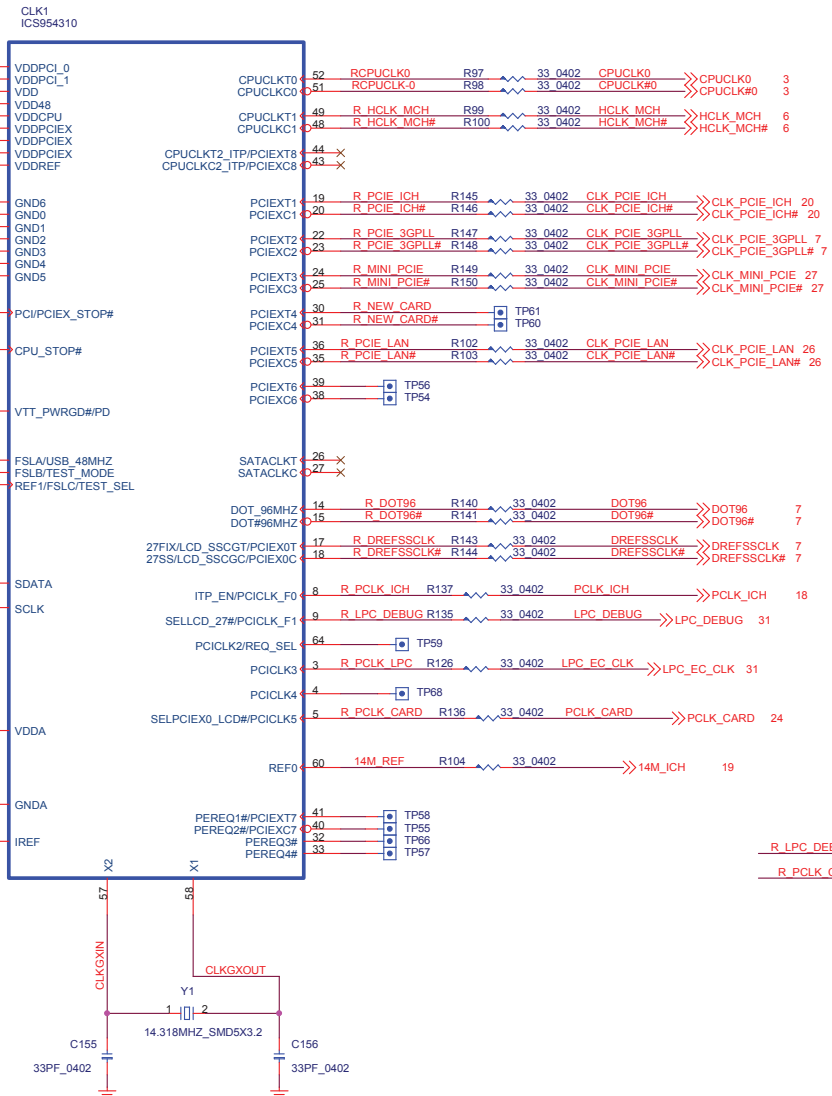 CLK1
ICS954310
VDDPCI_0
VDDPCI_1
VDD
VDD48
VDDCPU
VDDPCIEX
VDDPCIEX
VDDPCIEX
VDDREF
GND6
GND0
GND1
GND2
GND3
GND4
GND5
PCI/PCIEX_STOP#
CPU_STOP#
VTT_PWRGD#/PD
FSLA/USB_48MHZ
FSLB/TEST_MODE
REF1/FSLC/TEST_SEL
SDATA
SCLK
VDDA
GNDA
IREF
CPUCLKT0 52 RCPUCLK0 R97 33_0402 CPUCLK0 CPUCLK0 3
CPUCLKC0 51 RCPUCLK-0 R98 33_0402 CPUCLK#0 CPUCLK#0 3
CPUCLKT1 49 R_HCLK_MCH R99 33_0402 HCLK_MCH HCLK_MCH 6
CPUCLKC1 48 R_HCLK_MCH# R100 33_0402 HCLK_MCH# HCLK_MCH# 6
CPUCLKT2_ITP/PCIEXT8 44
CPUCLKC2_ITP/PCIEXC8 43
PCIEXT1 19 R_PCIE_ICH R145 33_0402 CLK_PCIE_ICH CLK_PCIE_ICH 20
PCIEXC1 20 R_PCIE_ICH# R146 33_0402 CLK_PCIE_ICH# CLK_PCIE_ICH# 20
PCIEXT2 22 R_PCIE_3GPLL R147 33_0402 CLK_PCIE_3GPLL CLK_PCIE_3GPLL 7
PCIEXC2 23 R_PCIE_3GPLL# R148 33_0402 CLK_PCIE_3GPLL# CLK_PCIE_3GPLL# 7
PCIEXT3 24 R_MINI_PCIE R149 33_0402 CLK_MINI_PCIE CLK_MINI_PCIE 27
PCIEXC3 25 R_MINI_PCIE# R150 33_0402 CLK_MINI_PCIE# CLK_MINI_PCIE# 27
PCIEXT4 30 R_NEW_CARD TP61
PCIEXC4 31 R_NEW_CARD# TP60
PCIEXT5 36 R_PCIE_LAN R102 33_0402 CLK_PCIE_LAN CLK_PCIE_LAN 26
PCIEXC5 35 R_PCIE_LAN# R103 33_0402 CLK_PCIE_LAN# CLK_PCIE_LAN# 26
PCIEXT6 39 TP56
PCIEXC6 38 TP54
SATACLKT 26
SATACLKC 27
DOT_96MHZ 14 R_DOT96 R140 33_0402 DOT96 DOT96 7
DOT#96MHZ 15 R_DOT96# R141 33_0402 DOT96# DOT96# 7
27FIX/LCD_SSCGT/PCIEX0T 17 R_DREFSSCLK R143 33_0402 DREFSSCLK DREFSSCLK 7
27SS/LCD_SSCGC/PCIEX0C 18 R_DREFSSCLK# R144 33_0402 DREFSSCLK# DREFSSCLK# 7
ITP_EN/PCICLK_F0 8 R_PCLK_ICH R137 33_0402 PCLK_ICH PCLK_ICH 18
SELLCD_27#/PCICLK_F1 9 R_LPC_DEBUG R135 33_0402 LPC_DEBUG LPC_DEBUG 31
PCICLK2/REQ_SEL 64 TP59
PCICLK3 3 R_PCLK_LPC R126 33_0402 LPC_EC_CLK LPC_EC_CLK 31
PCICLK4 4 TP68
SELPCIEX0_LCD#/PCICLK5 5 R_PCLK_CARD R136 33_0402 PCLK_CARD PCLK_CARD 24
REF0 60 14M_REF R104 33_0402 14M_ICH 19
PEREQ1#/PCIEXT7 41 TP58
PEREQ2#/PCIEXC7 40 TP55
PEREQ3# 32 TP66
PEREQ4# 33 TP57
R_LPC_DEB
R_PCLK_C
X2 X1
57 58
CLKGXIN
CLKGXOUT
Y1
1 2
14.318MHZ_SMD5X3.2
C155
33PF_0402
C156
33PF_0402